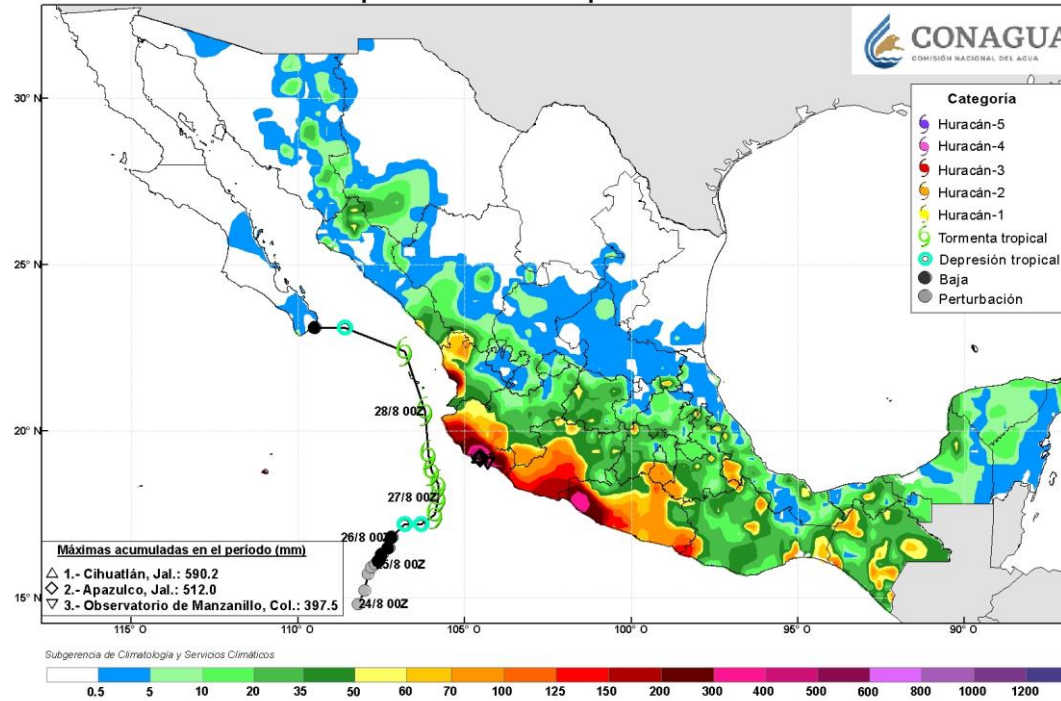 CONAGUA
COMISIÓN NACIONAL DEL AGUA
Categoría
Huracán-5
Huracán-4
Huracán-3
Huracán-2
Huracán-1
Tormenta tropical
Depresión tropical
Baja
Perturbación
30° N
25° N
20° N
15° N
28/8 00Z
27/8 00Z
26/8 00Z
25/8 00Z
24/8 00Z
Máximas acumuladas en el período (mm)
1.- Cihuatlán, Jal.: 590.2
2.- Apazulco, Jal.: 512.0
3.- Observatorio de Manzanillo, Col.: 397.5
115° O 110° O 105° O 100° O 95° O 90° O
Subgerencia de Climatología y Servicios Climáticos
0.5 5 10 20 35 50 60 70 100 125 150 200 300 400 500 600 800 1000 1200